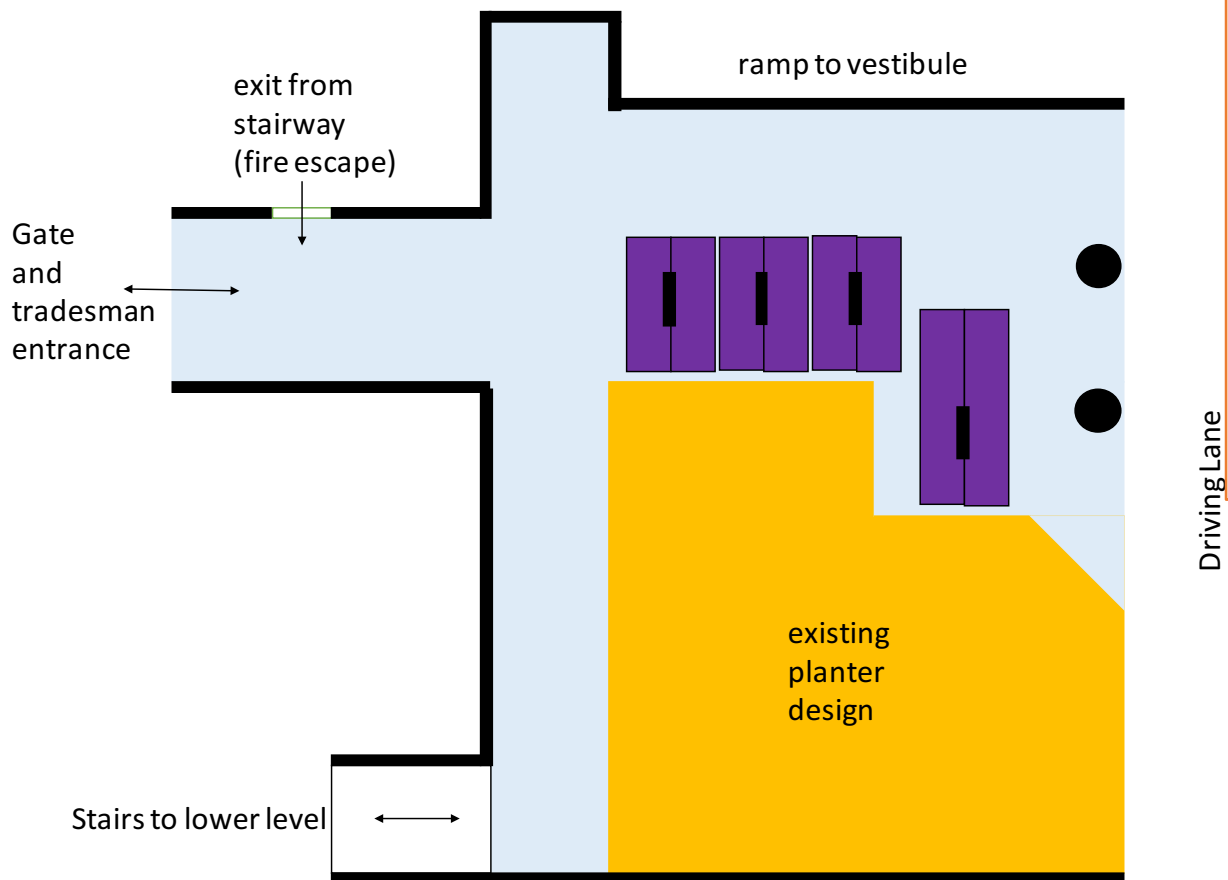 ramp to vestibule
exit from
stairway
(fire escape)
Gate
and
tradesman
entrance
Driving Lane
existing
planter
design
Stairs to lower level